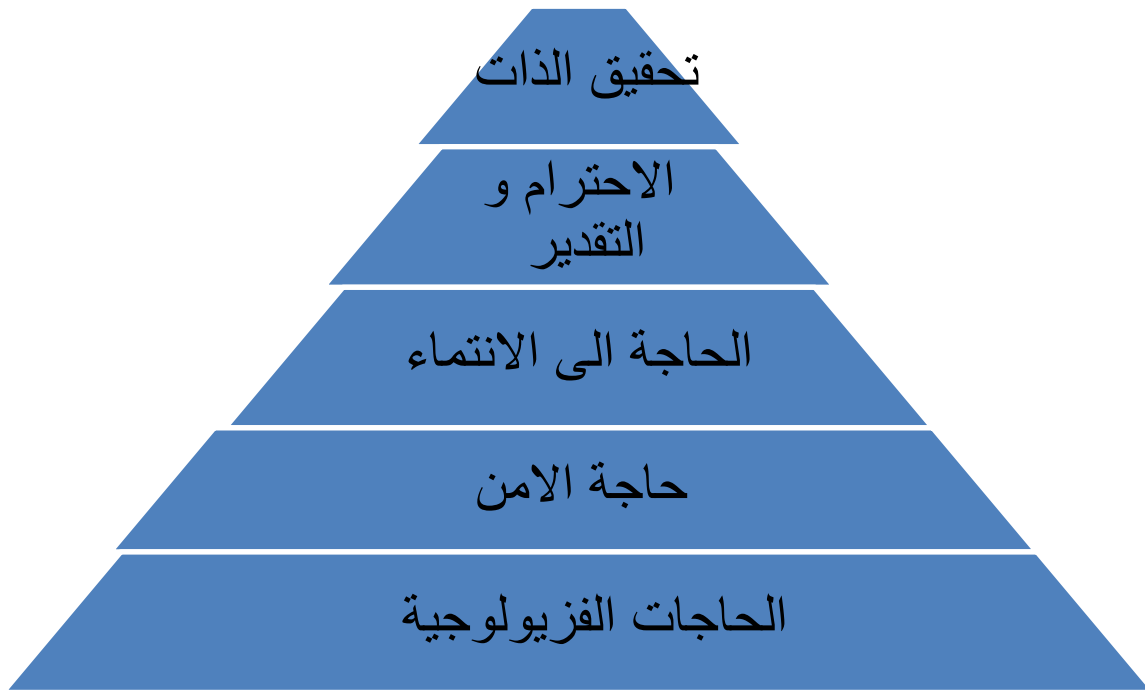 تحقيق الذات
الاحترام و
التقدير
الحاجة الى الانتماء
حاجة الامن
الحاجات الفزيولوجية